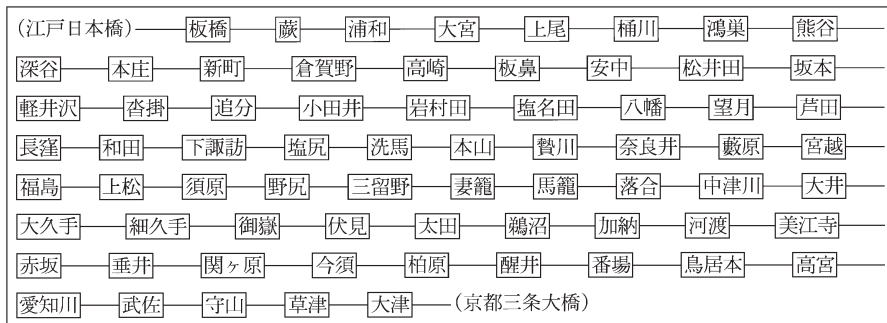 (江戸日本橋) 板橋 蕨 浦和 大宮 上尾 桶川 鴻巣 熊谷
深谷 本庄 新町 倉賀野 高崎 板鼻 安中 松井田 坂本
軽井沢 沓掛 追分 小田井 岩村田 塩名田 八幡 望月 芦田
長窪 和田 下諏訪 塩尻 洗馬 本山 贄川 奈良井 藪原 宮越
福島 上松 須原 野尻 三留野 妻籠 馬籠 落合 中津川 大井
大久手 細久手 御嶽 伏見 太田 鵜沼 加納 河渡 美江寺
赤坂 垂井 関ヶ原 今須 柏原 醒井 番場 鳥居本 高宮
愛知川 武佐 守山 草津 大津 (京都三条大橋)